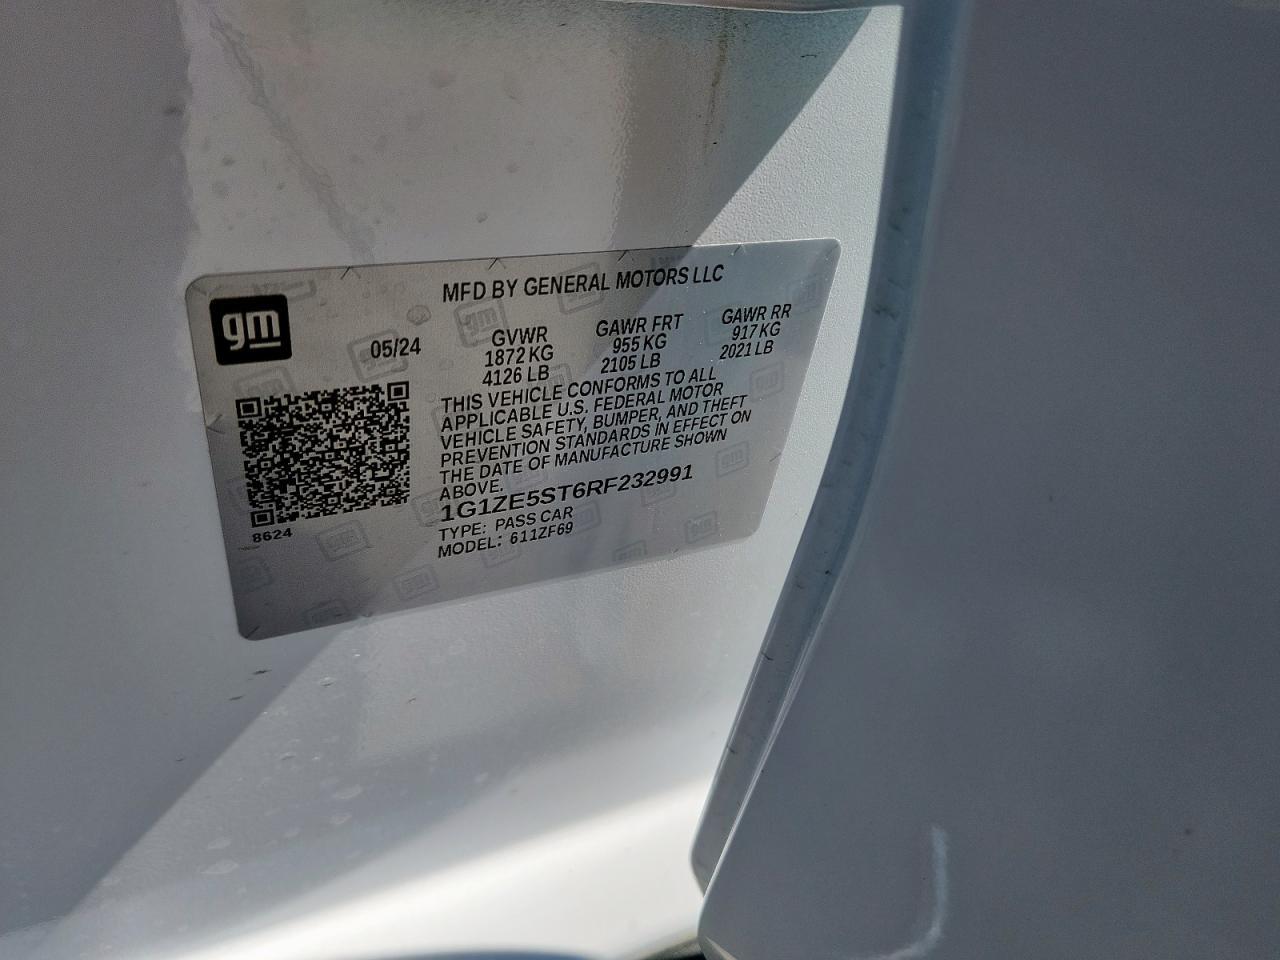 gm
MFD BY GENERAL MOTORS LLC
05/24
GVWR GAWR FRT GAWR RR
1872 KG 955 KG 917 KG
4126 LB 2105 LB 2021 LB
THIS VEHICLE CONFORMS TO ALL
APPLICABLE U.S. FEDERAL MOTOR
VEHICLE SAFETY, BUMPER, AND THEFT
PREVENTION STANDARDS IN EFFECT ON
THE DATE OF MANUFACTURE SHOWN
ABOVE.
1G1ZE5ST6RF232991
TYPE: PASS CAR
MODEL: 611ZF69
8624